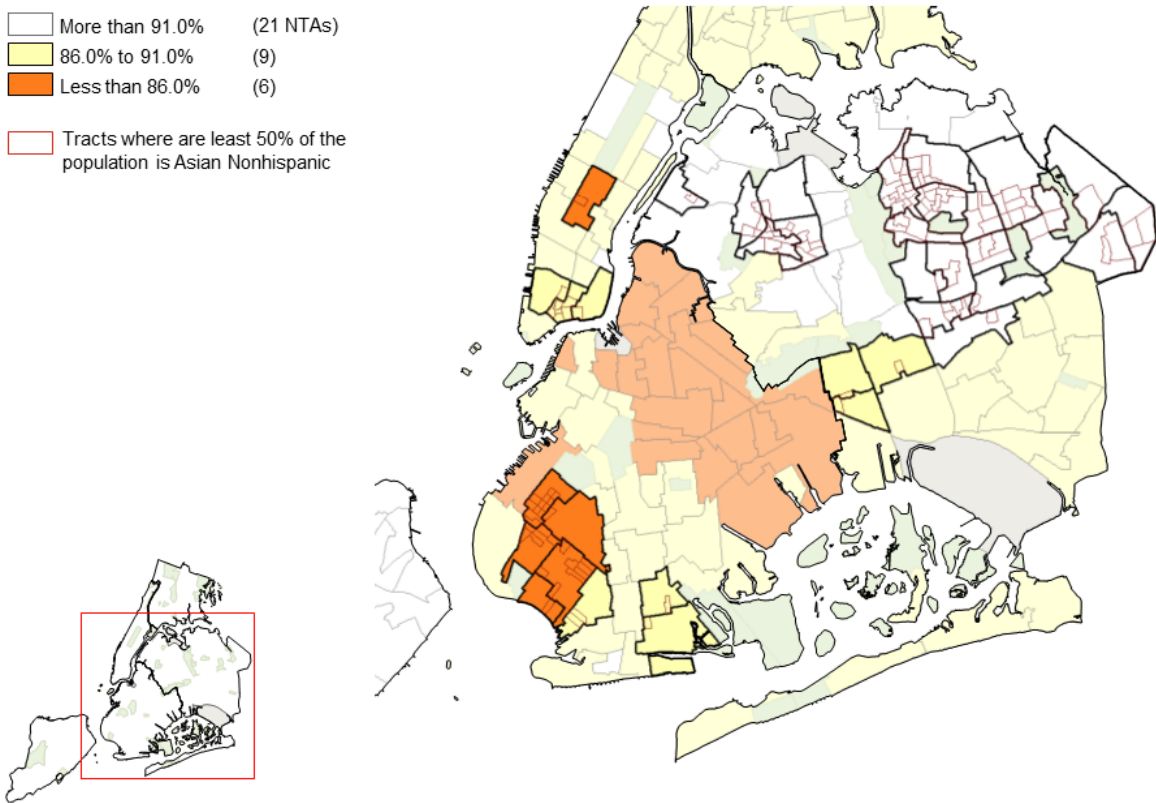 More than 91.0% (21 NTAs)
86.0% to 91.0% (9)
Less than 86.0% (6)
Tracts where are least 50% of the
population is Asian Nonhispanic